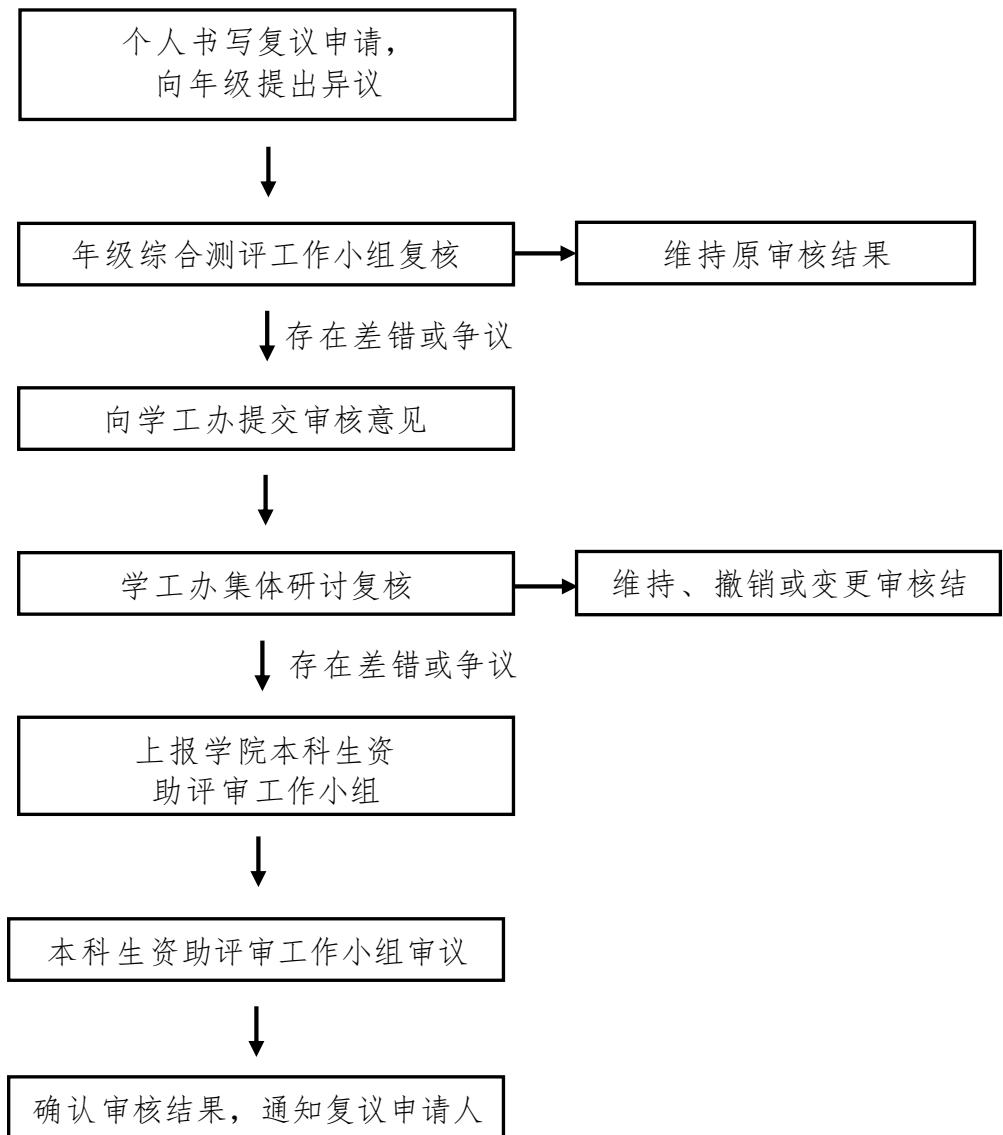 个人书写复议申请，
向年级提出异议
年级综合测评工作小组复核
维持原审核结果
存在差错或争议
向学工办提交审核意见
学工办集体研讨复核
维持、撤销或变更审核结
存在差错或争议
上报学院本科生资
助评审工作小组
本科生资助评审工作小组审议
确认审核结果，通知复议申请人